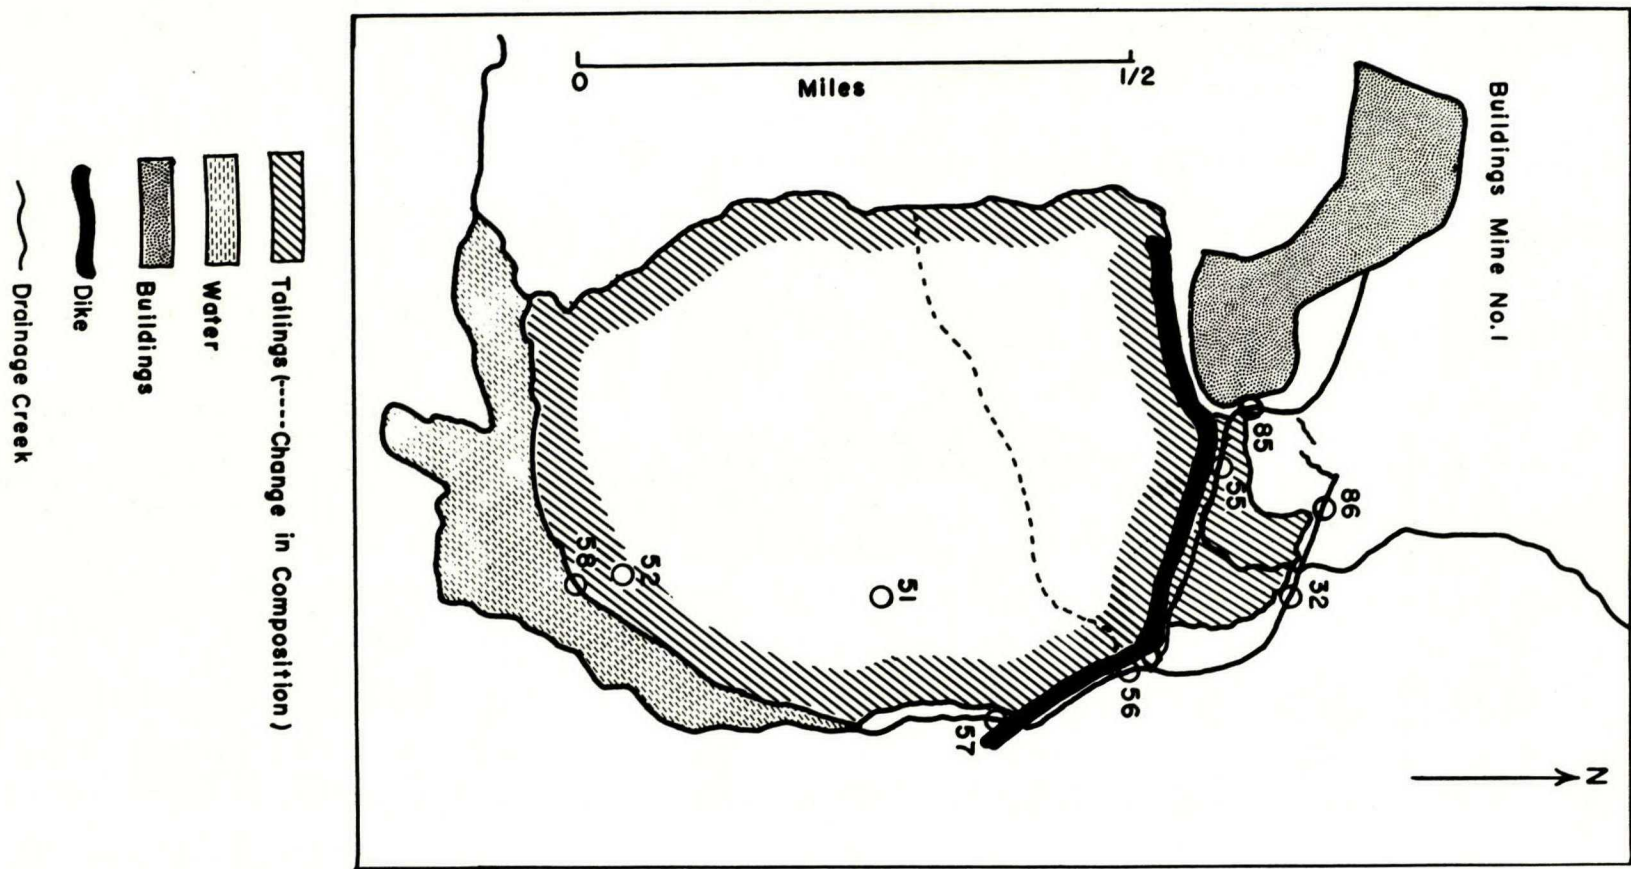 Buildings Mine No. 1
N
86
32
85
55
56
57
51
52
58
0
1/2
Miles
Tailings (-----Change in Composition)
Water
Buildings
Dike
Drainage Creek